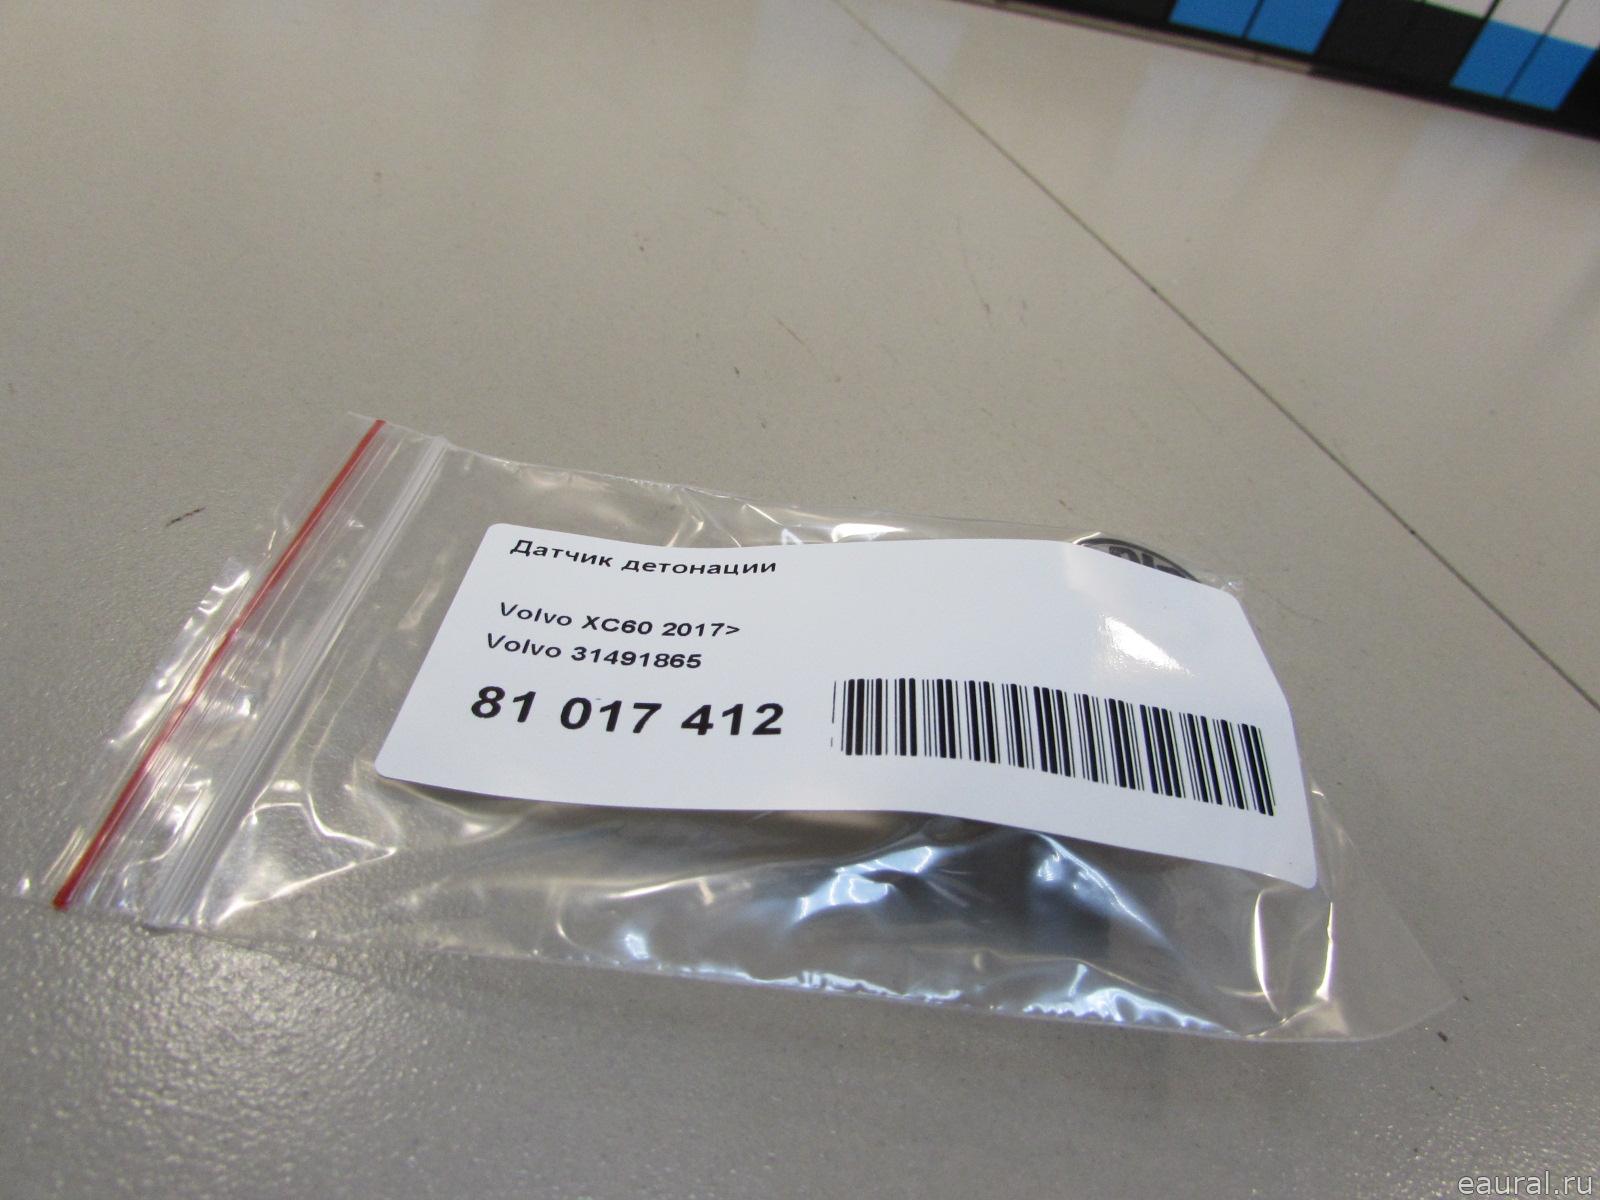 Датчик детонации
Volvo XC60 2017>
Volvo 31491865
81 017 412
eaural.ru